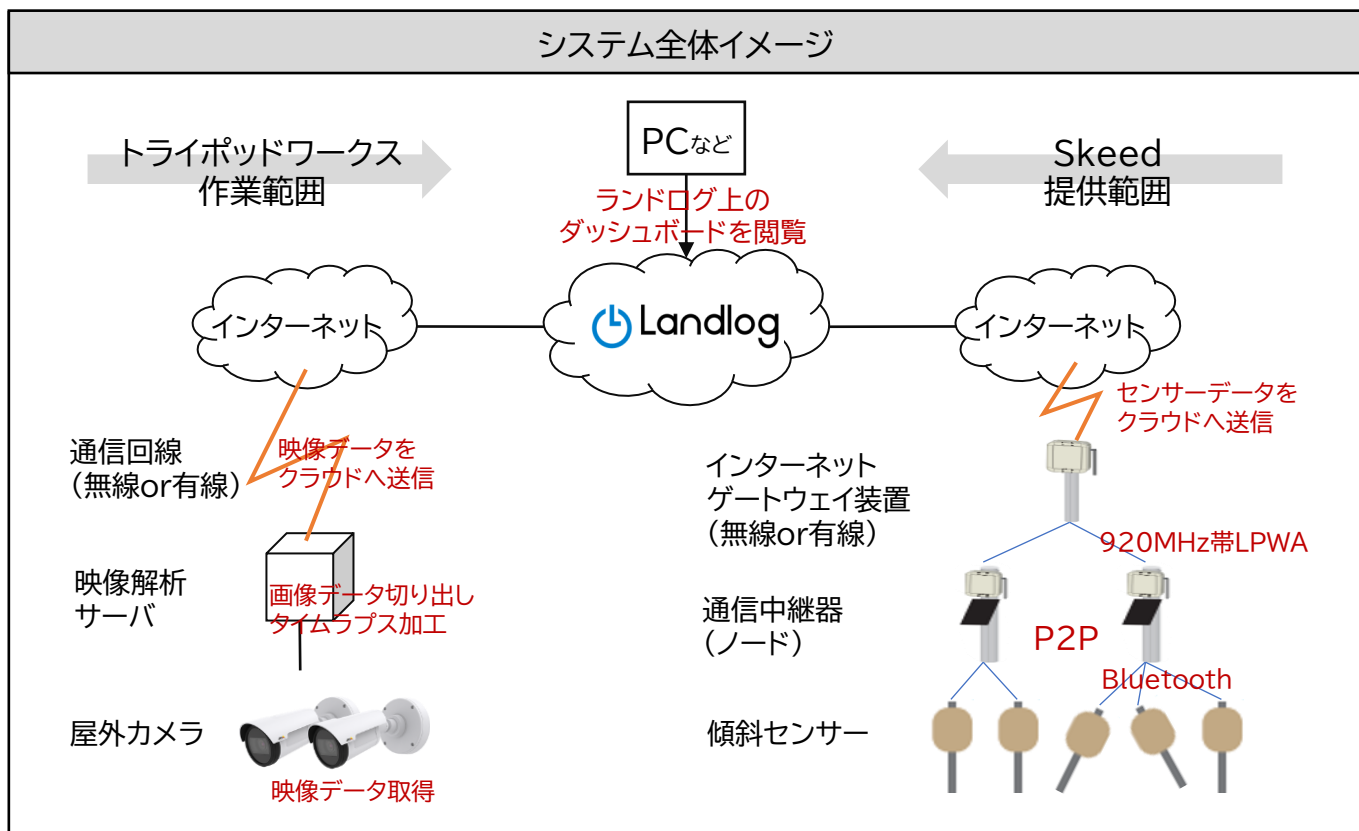 システム全体イメージ
トライポッドワークス
作業範囲
PCなど
Skeed
提供範囲
ランドログ上の
ダッシュボードを閲覧
インターネット
Landlog
インターネット
通信回線
（無線or有線）
映像データを
クラウドへ送信
センサーデータを
クラウドへ送信
インターネット
ゲートウェイ装置
（無線or有線）
920MHz帯LPWA
映像解析
サーバ
画像データ切り出し
タイムラプス加工
通信中継器
（ノード）
P2P
Bluetooth
屋外カメラ
映像データ取得
傾斜センサー